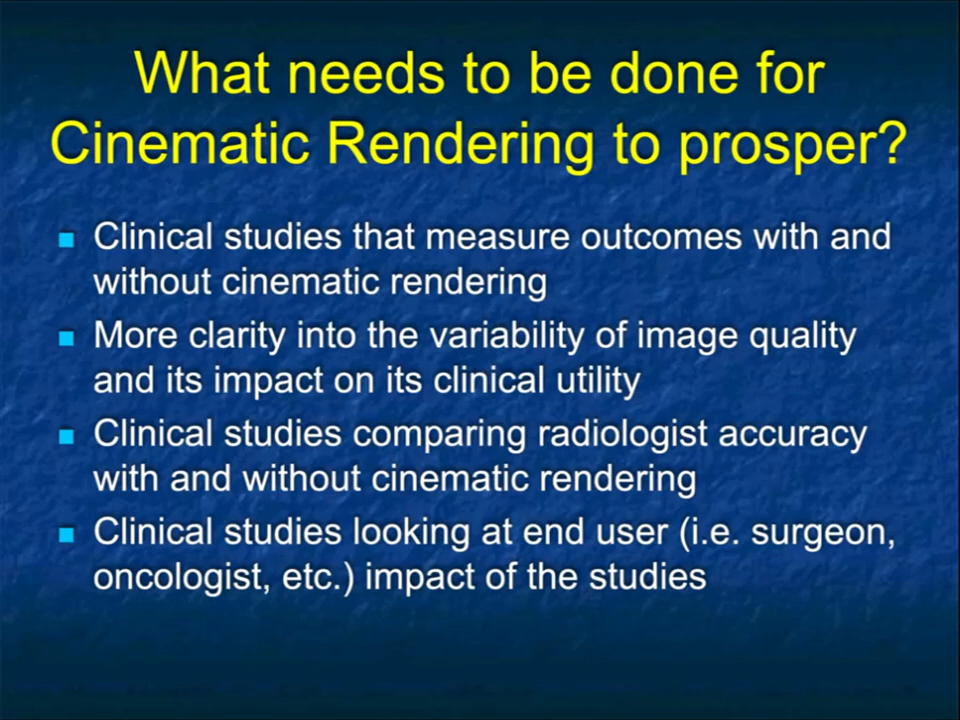 What needs to be done for
Cinematic Rendering to prosper?
Clinical studies that measure outcomes with and
without cinematic rendering
More clarity into the variability of image quality
and its impact on its clinical utility
Clinical studies comparing radiologist accuracy
with and without cinematic rendering
Clinical studies looking at end user (i.e. surgeon,
oncologist, etc.) impact of the studies